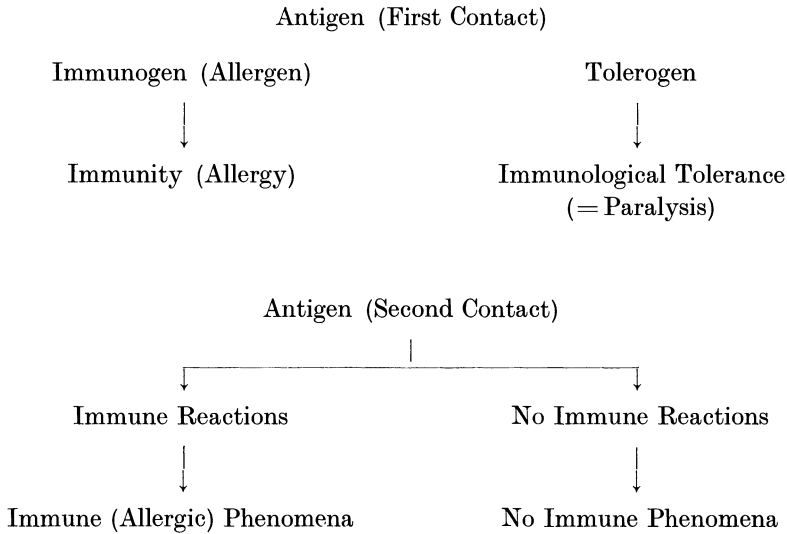 Antigen (First Contact)
Immunogen (Allergen)
Tolerogen
Immunity (Allergy)
Immunological Tolerance
(= Paralysis)
Antigen (Second Contact)
Immune Reactions
No Immune Reactions
Immune (Allergic) Phenomena
No Immune Phenomena